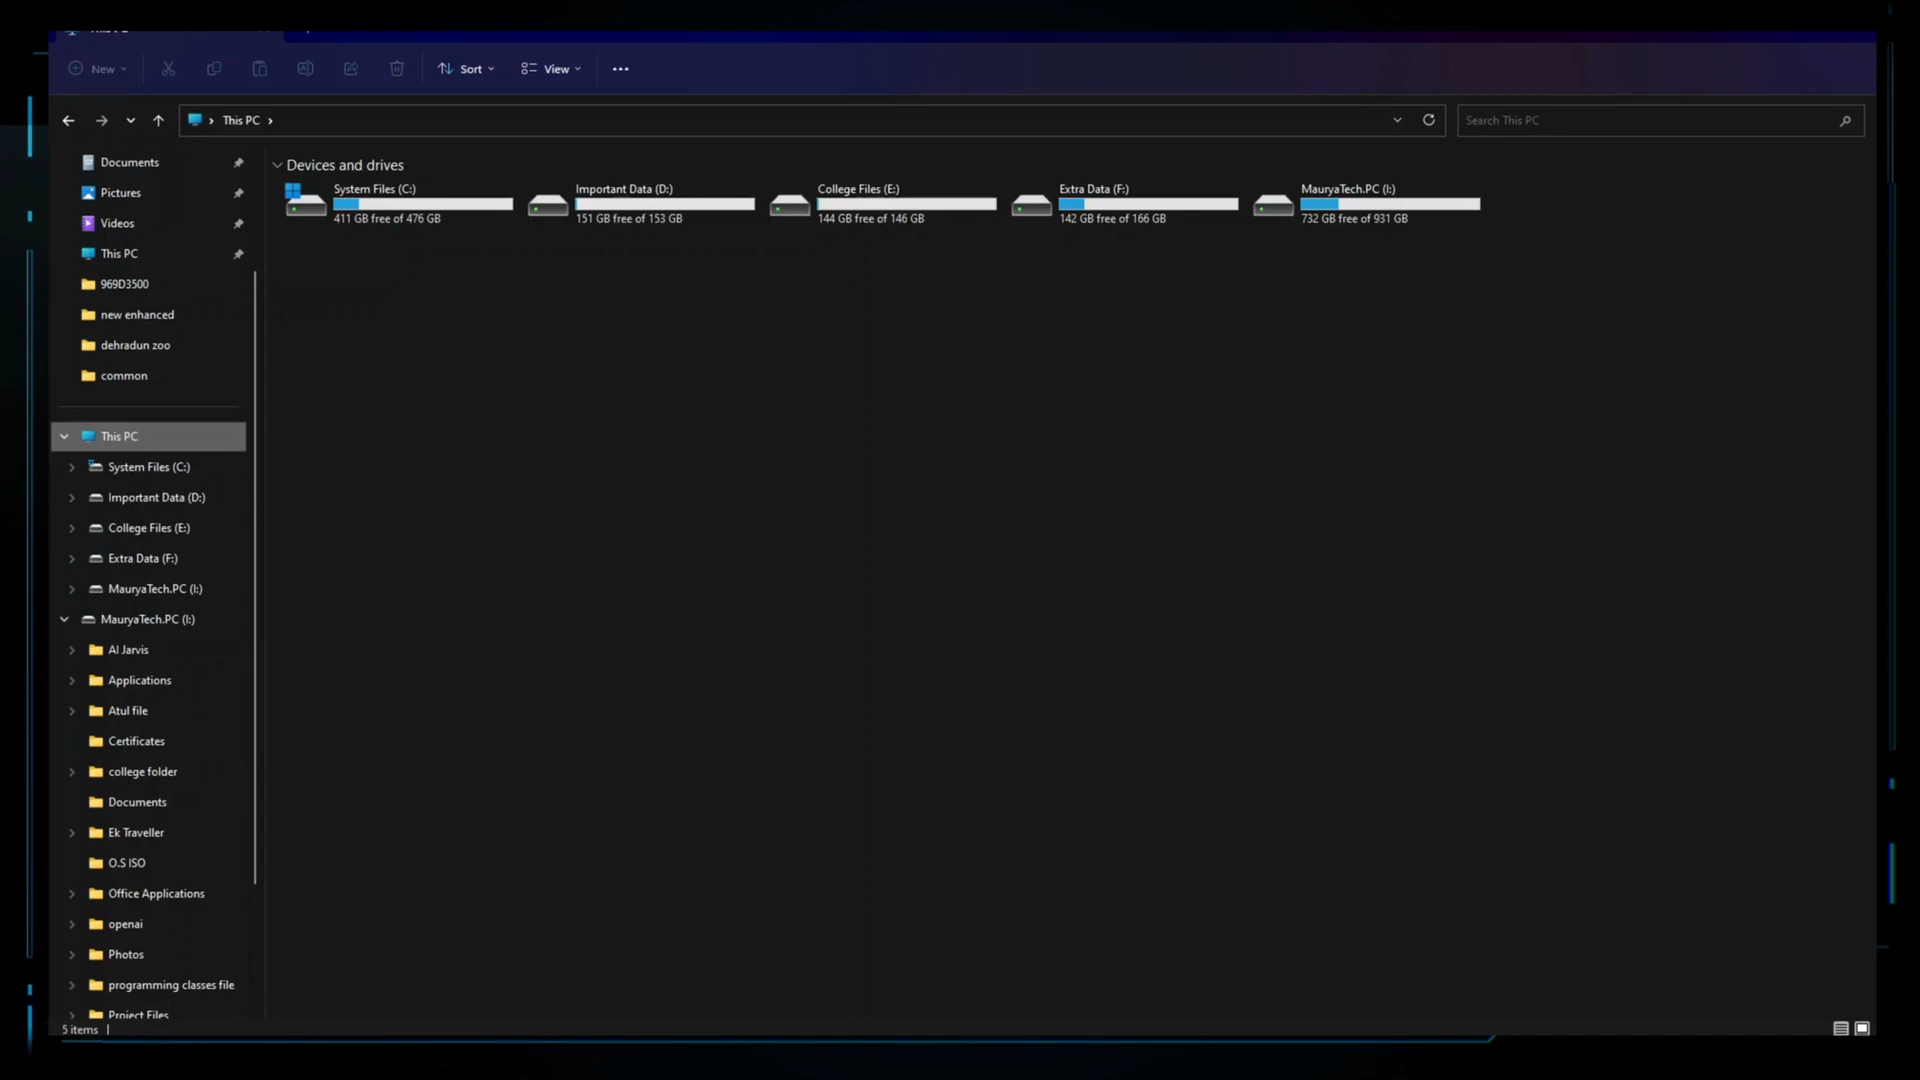 New
Sort
View
This PC
Search This PC
Documents
Pictures
Videos
This PC
969D3500
new enhanced
dehradun zoo
common
This PC
System Files (C:)
Important Data (D:)
College Files (E:)
Extra Data (F:)
MauryaTech.PC (I:)
MauryaTech.PC (I:)
AI Jarvis
Applications
Atul file
Certificates
college folder
Documents
Ek Traveller
O.S ISO
Office Applications
openai
Photos
programming classes file
Project Files
Devices and drives
System Files (C:)
411 GB free of 476 GB
Important Data (D:)
151 GB free of 153 GB
College Files (E:)
144 GB free of 146 GB
Extra Data (F:)
142 GB free of 166 GB
MauryaTech.PC (I:)
732 GB free of 931 GB
5 items